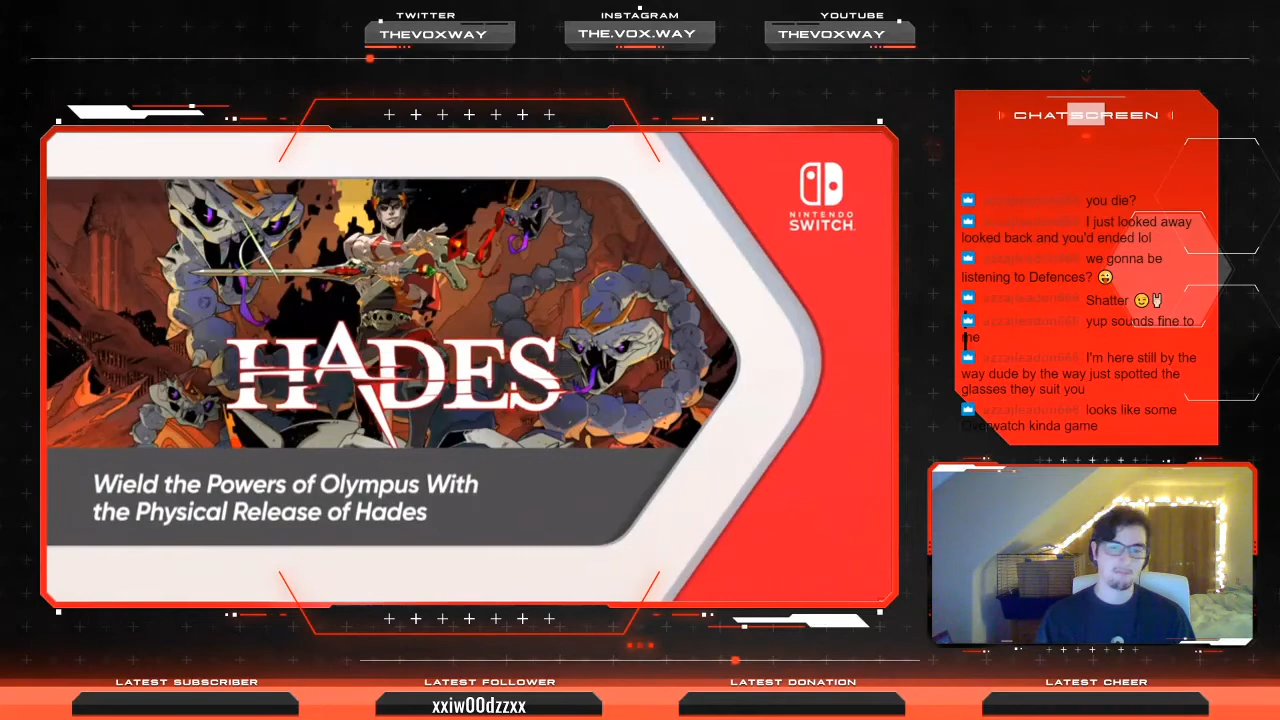 TWITTER
THEVOXWAY
INSTAGRAM
THE.VOX.WAY
YOUTUBE
THEVOXWAY
NINTENDO
SWITCH
HADES
Wield the Powers of Olympus With
the Physical Release of Hades
CHATSCREEN
you die?
I just looked away
looked back and you'd ended lol
we gonna be
listening to Defences? 😜
Shatter 😉🤘
yup sounds fine to
me
I'm here still by the
way dude by the way just spotted the
glasses they suit you
looks like some
Overwatch kinda game
LATEST SUBSCRIBER
LATEST FOLLOWER
xxiw00dzzxx
LATEST DONATION
LATEST CHEER